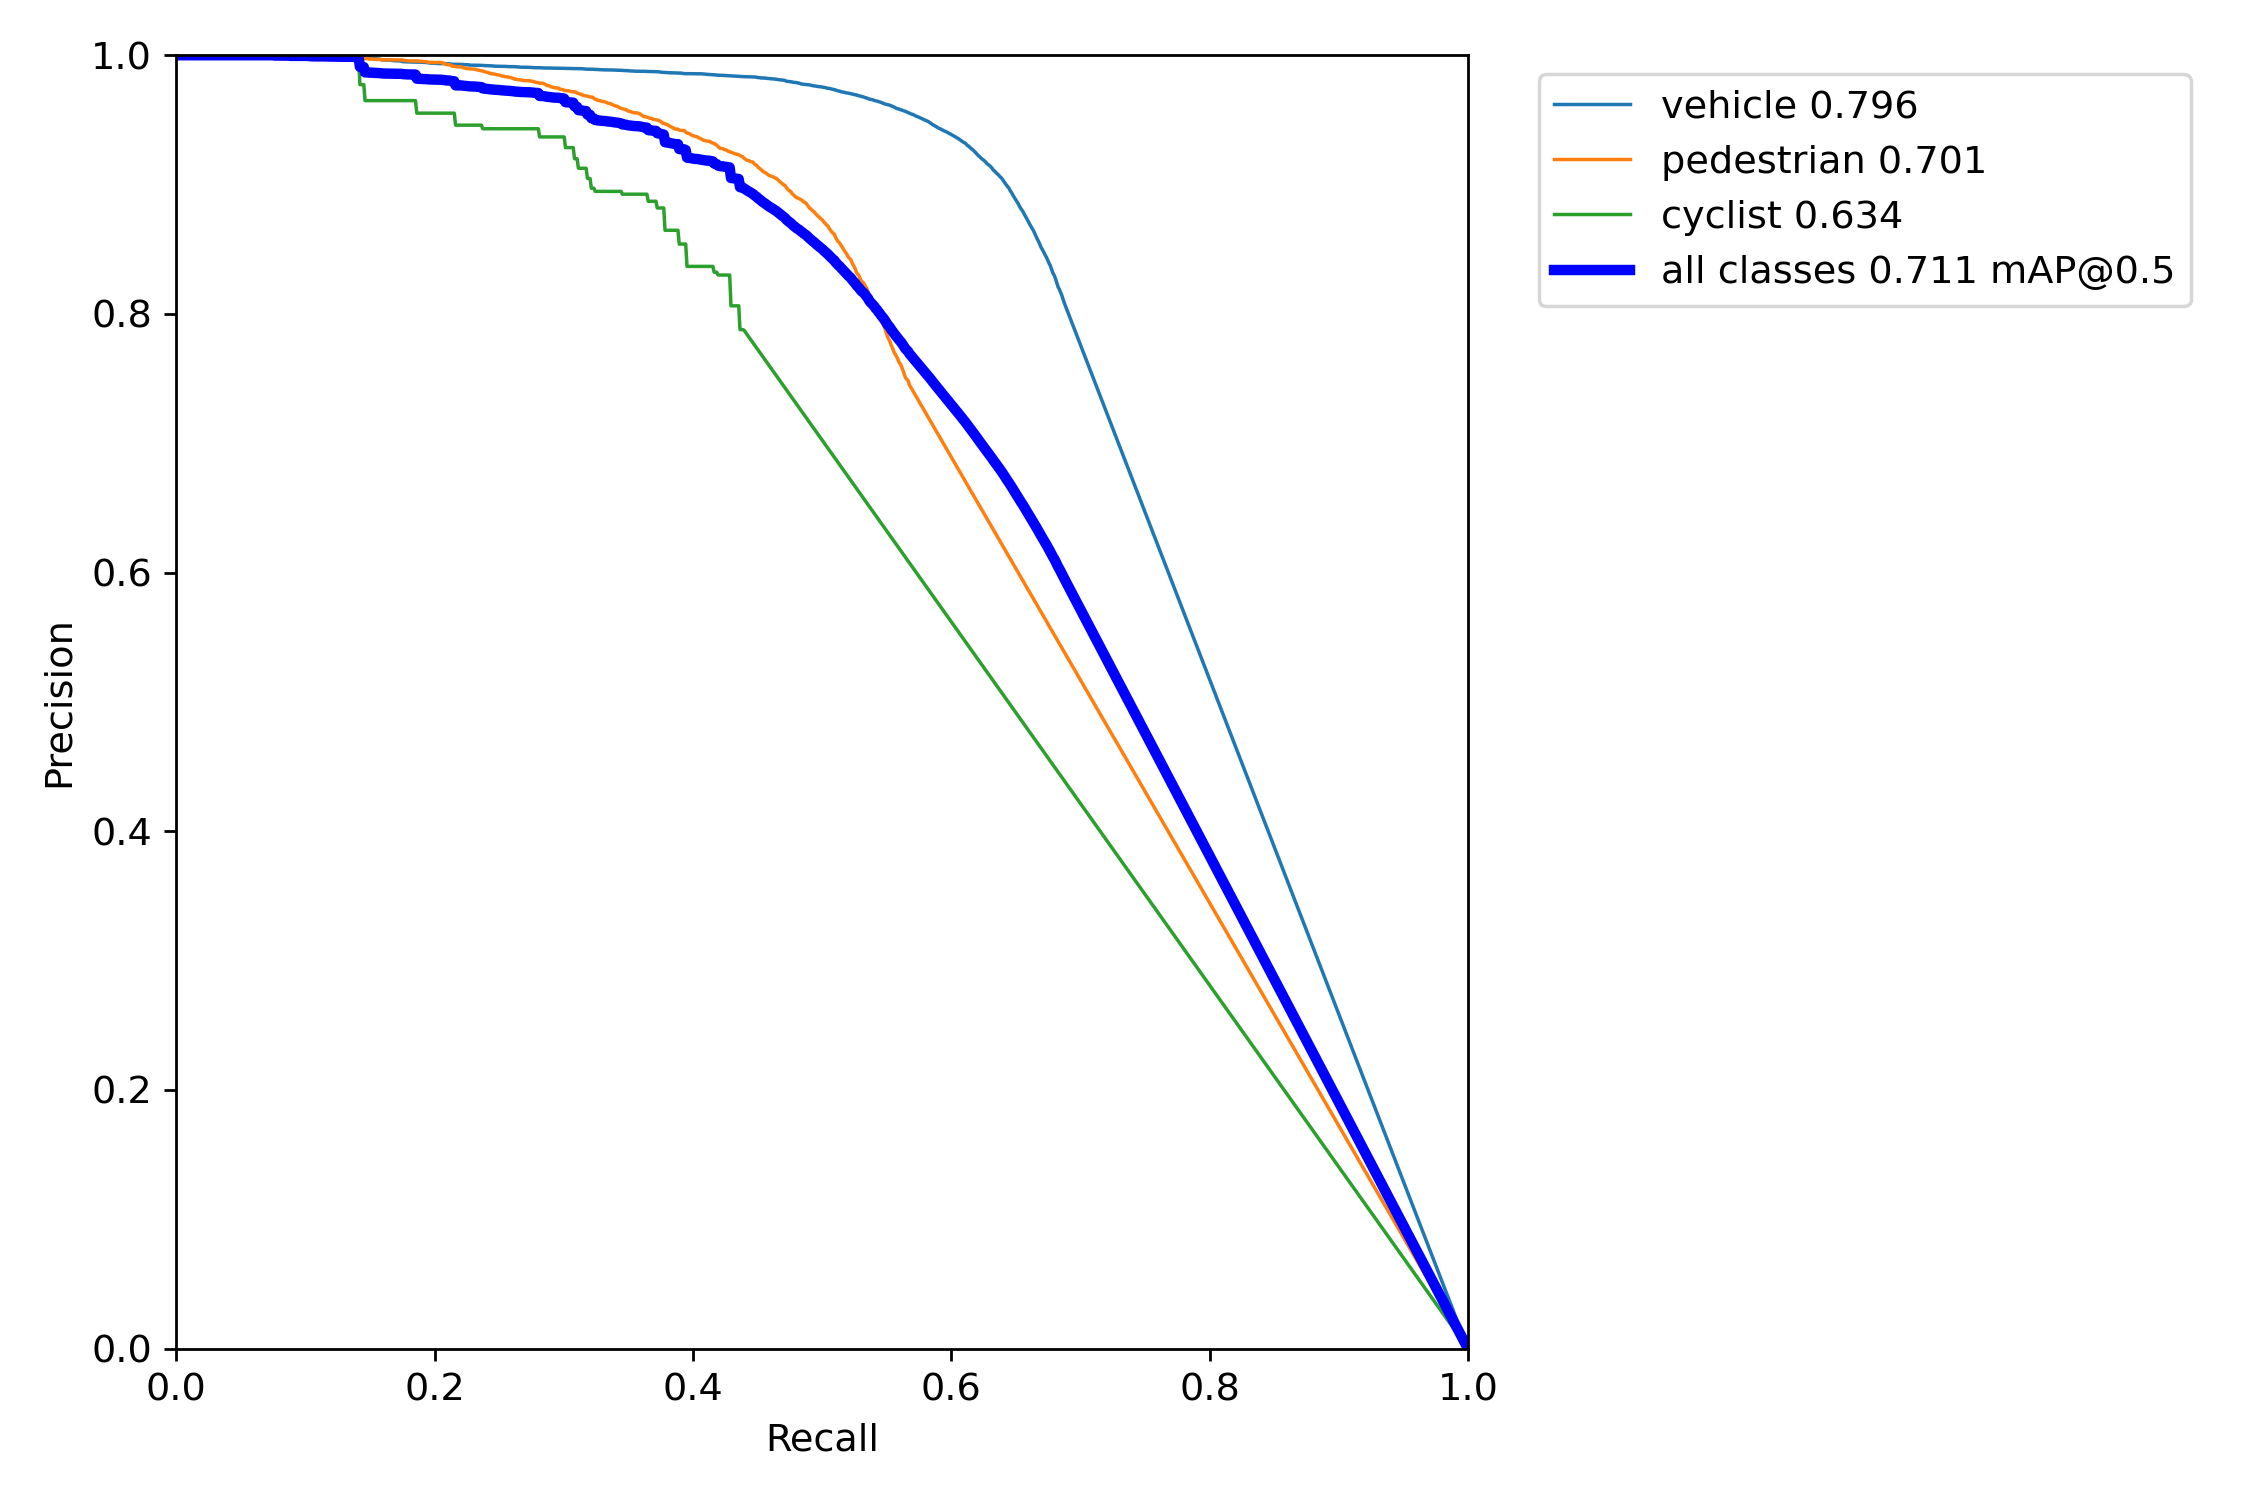 1.0
0.8
0.6
0.4
0.2
0.0
Precision
0.0 0.2 0.4 0.6 0.8 1.0
Recall
vehicle 0.796
pedestrian 0.701
cyclist 0.634
all classes 0.711 mAP@0.5